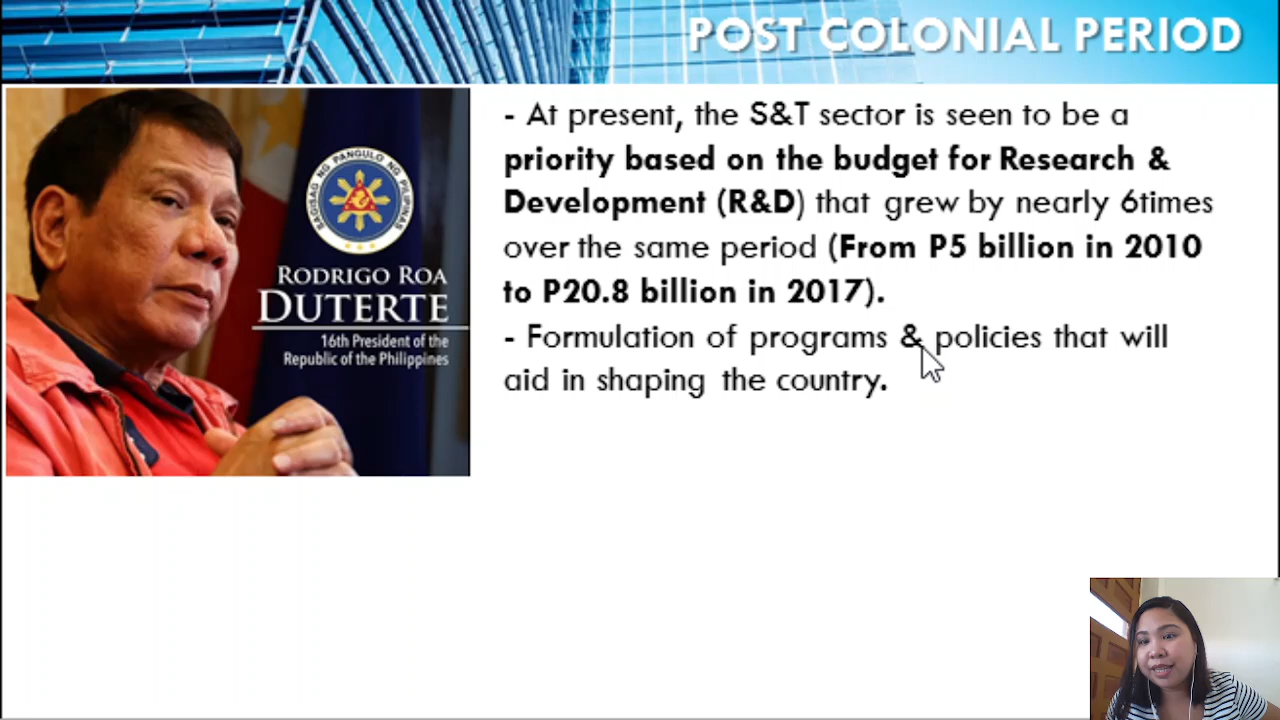 POST COLONIAL PERIOD
- At present, the S&T sector is seen to be a
priority based on the budget for Research &
Development (R&D) that grew by nearly 6times
over the same period (From P5 billion in 2010
to P20.8 billion in 2017).
- Formulation of programs & policies that will
aid in shaping the country.
SAGISAG NG PANGULO NG PILIPINAS
RODRIGO ROA
DUTERTE
16th President of the
Republic of the Philippines